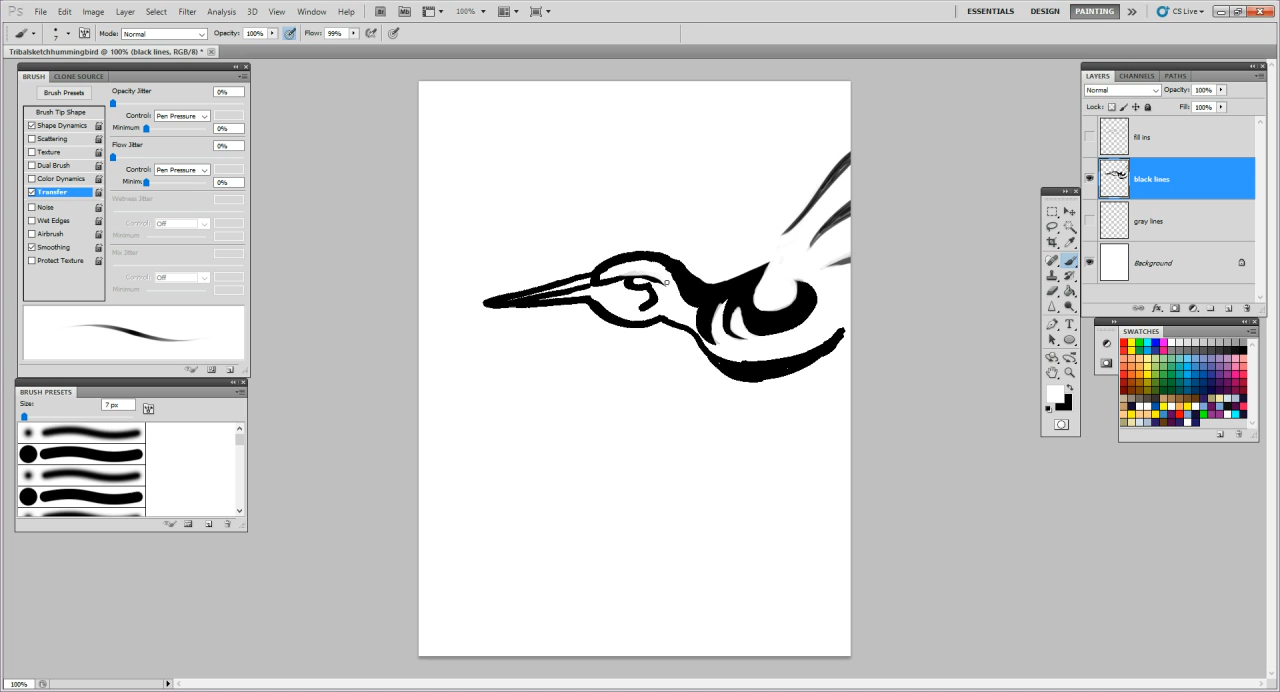 Ps File Edit Image Layer Select Filter Analysis 3D View Window Help Br Mb 100% ESSENTIALS DESIGN PAINTING CS Live
7 Mode: Normal Opacity: 100% Flow: 99%
Tribalsketchhummingbird @ 100% (black lines, RGB/8) *
BRUSH CLONE SOURCE
Brush Presets
Brush Tip Shape
Shape Dynamics
Scattering
Texture
Dual Brush
Color Dynamics
Transfer
Noise
Wet Edges
Airbrush
Smoothing
Protect Texture
Opacity Jitter 0%
Control: Pen Pressure
Minimum 0%
Flow Jitter 0%
Control: Pen Pressure
Minim: 0%
Wetness Jitter
Control: Off
Minimum
Mix Jitter
Control: Off
Minimum
BRUSH PRESETS
Size: 7 px
LAYERS CHANNELS PATHS
Normal Opacity: 100%
Lock: Fill: 100%
fill ins
black lines
gray lines
Background
SWATCHES
100%